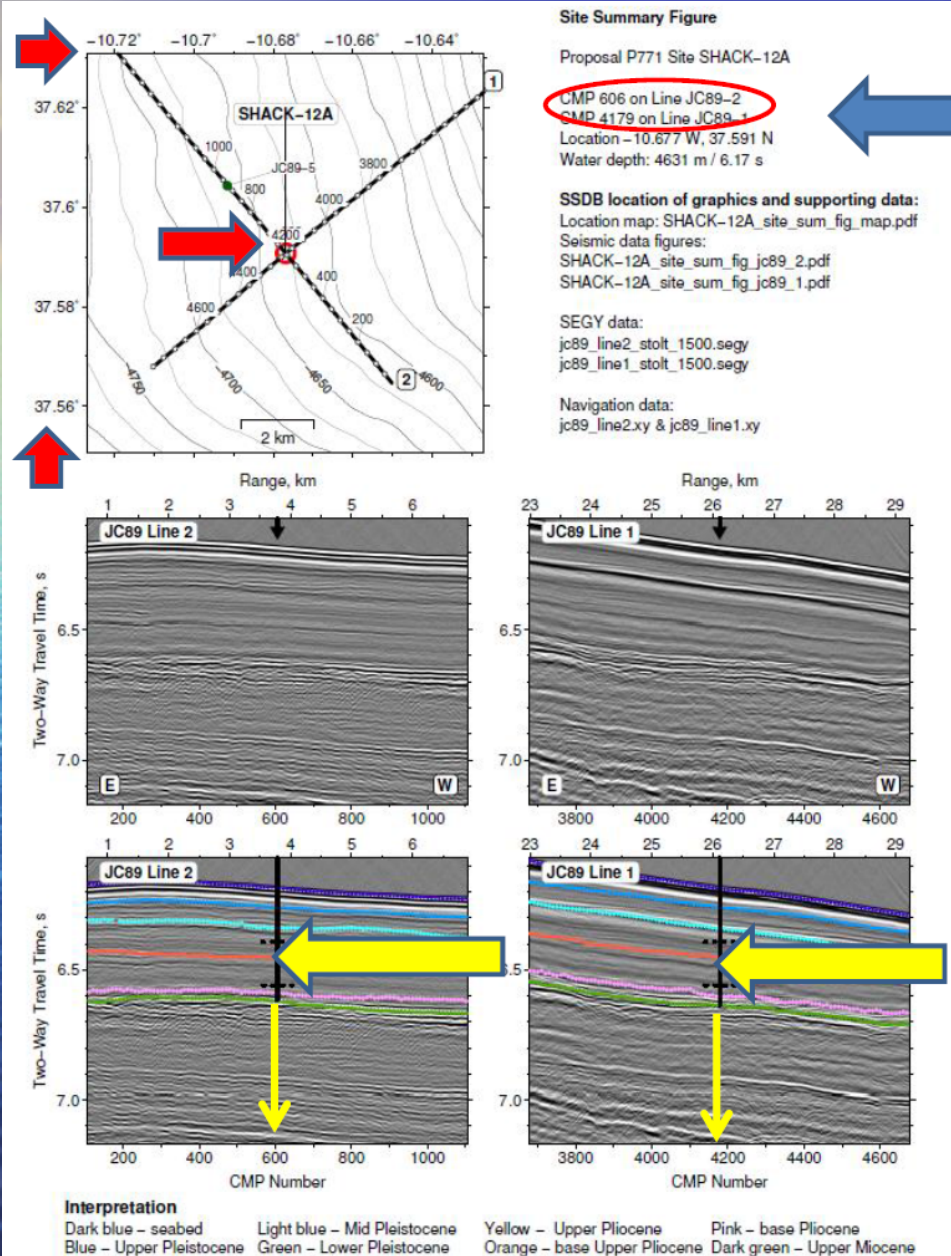 Site Summary Figure
Proposal P771 Site SHACK−12A
CMP 606 on Line JC89−2
CMP 4179 on Line JC89−1
Location −10.677 W, 37.591 N
Water depth: 4631 m / 6.17 s
SSDB location of graphics and supporting data:
Location map: SHACK−12A_site_sum_fig_map.pdf
Seismic data figures:
SHACK−12A_site_sum_fig_jc89_2.pdf
SHACK−12A_site_sum_fig_jc89_1.pdf
SEGY data:
jc89_line2_stolt_1500.segy
jc89_line1_stolt_1500.segy
Navigation data:
jc89_line2.xy & jc89_line1.xy
−10.72˚ −10.7˚ −10.68˚ −10.66˚ −10.64˚
1
37.62˚
SHACK−12A
1000
JC89−5
3800
800
4000
37.6˚
4200
400
4400
37.58˚
4600
200
−4750
−4700
−4650
−4600
2
37.56˚
2 km
Range, km
1 2 3 4 5 6
JC89 Line 2
Two−Way Travel Time, s
6.5
7.0
E W
200 400 600 800 1000
Range, km
23 24 25 26 27 28 29
JC89 Line 1
6.5
7.0
E W
3800 4000 4200 4400 4600
1 2 3 4 5 6
JC89 Line 2
Two−Way Travel Time, s
6.5
7.0
200 400 600 800 1000
CMP Number
23 24 25 26 27 28 29
JC89 Line 1
6.5
7.0
3800 4000 4200 4400 4600
CMP Number
Interpretation
Dark blue − seabed Light blue − Mid Pleistocene Yellow − Upper Pliocene Pink − base Pliocene
Blue − Upper Pleistocene Green − Lower Pleistocene Orange − base Upper Pliocene Dark green − Upper Miocene